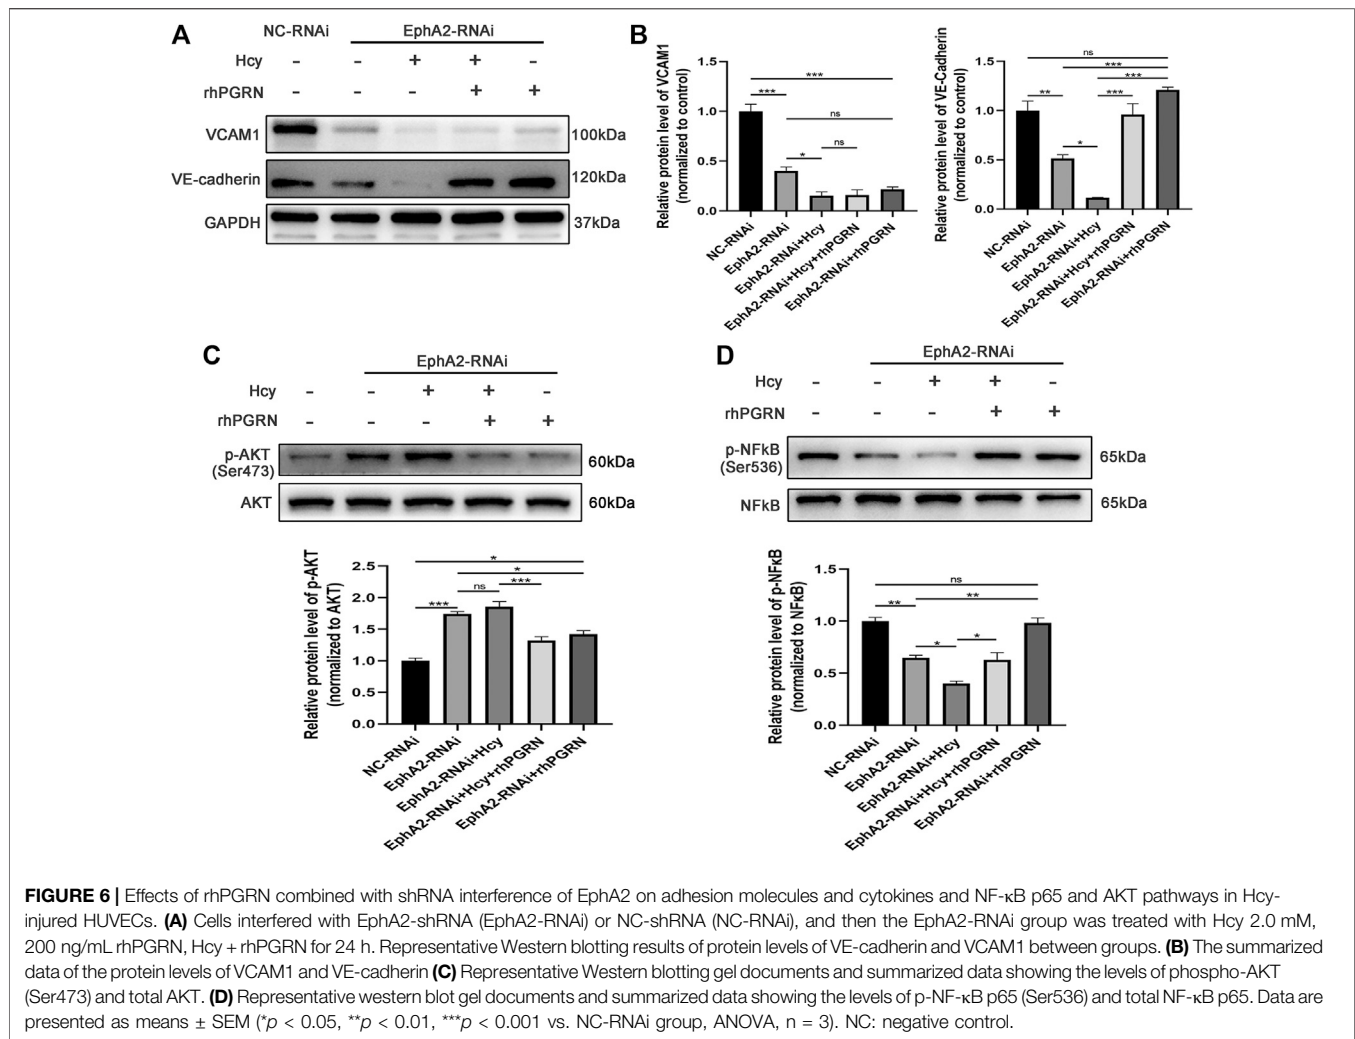 A
NC-RNAi EphA2-RNAi
Hcy - - + + -
rhPGRN - - - + +
VCAM1 100kDa
VE-cadherin 120kDa
GAPDH 37kDa
B
Relative protein level of VCAM1
(normalized to control)
1.5
1.0
0.5
0.0
***
***
ns
*
ns
NC-RNAi
EphA2-RNAi
EphA2-RNAi+Hcy
EphA2-RNAi+Hcy+rhPGRN
EphA2-RNAi+rhPGRN
Relative protein level of VE-Cadherin
(normalized to control)
1.5
1.0
0.5
0.0
ns
***
***
** ***
*
NC-RNAi
EphA2-RNAi
EphA2-RNAi+Hcy
EphA2-RNAi+Hcy+rhPGRN
EphA2-RNAi+rhPGRN
C
EphA2-RNAi
Hcy - - + + -
rhPGRN - - - + +
p-AKT
(Ser473) 60kDa
AKT 60kDa
Relative protein level of p-AKT
(normalized to AKT)
2.5
2.0
1.5
1.0
0.5
0.0
*
*
ns ***
***
NC-RNAi
EphA2-RNAi
EphA2-RNAi+Hcy
EphA2-RNAi+Hcy+rhPGRN
EphA2-RNAi+rhPGRN
D
EphA2-RNAi
Hcy - - + + -
rhPGRN - - - + +
p-NFkB
(Ser536) 65kDa
NFkB 65kDa
Relative protein level of p-NFkB
(normalized to NFkB)
1.5
1.0
0.5
0.0
ns
** **
* *
NC-RNAi
EphA2-RNAi
EphA2-RNAi+Hcy
EphA2-RNAi+Hcy+rhPGRN
EphA2-RNAi+rhPGRN
FIGURE 6 | Effects of rhPGRN combined with shRNA interference of EphA2 on adhesion molecules and cytokines and NF-κB p65 and AKT pathways in Hcy-
injured HUVECs. (A) Cells interfered with EphA2-shRNA (EphA2-RNAi) or NC-shRNA (NC-RNAi), and then the EphA2-RNAi group was treated with Hcy 2.0 mM,
200 ng/mL rhPGRN, Hcy + rhPGRN for 24 h. Representative Western blotting results of protein levels of VE-cadherin and VCAM1 between groups. (B) The summarized
data of the protein levels of VCAM1 and VE-cadherin (C) Representative Western blotting gel documents and summarized data showing the levels of phospho-AKT
(Ser473) and total AKT. (D) Representative western blot gel documents and summarized data showing the levels of p-NF-κB p65 (Ser536) and total NF-κB p65. Data are
presented as means ± SEM (*p < 0.05, **p < 0.01, ***p < 0.001 vs. NC-RNAi group, ANOVA, n = 3). NC: negative control.